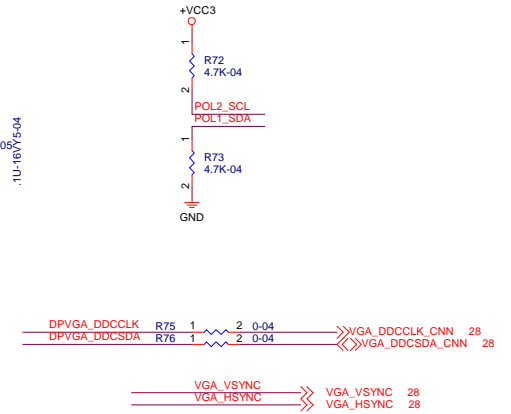 +VCC3
1
R72
4.7K-04
2
POL2_SCL
POL1_SDA
05
.1U-16VY5-04
1
R73
4.7K-04
2
GND
DPVGA_DDCCLK R75 1 2 0-04 VGA_DDCCLK_CNN 28
DPVGA_DDCSDA R76 1 2 0-04 VGA_DDCSDA_CNN 28
VGA_VSYNC VGA_VSYNC 28
VGA_HSYNC VGA_HSYNC 28